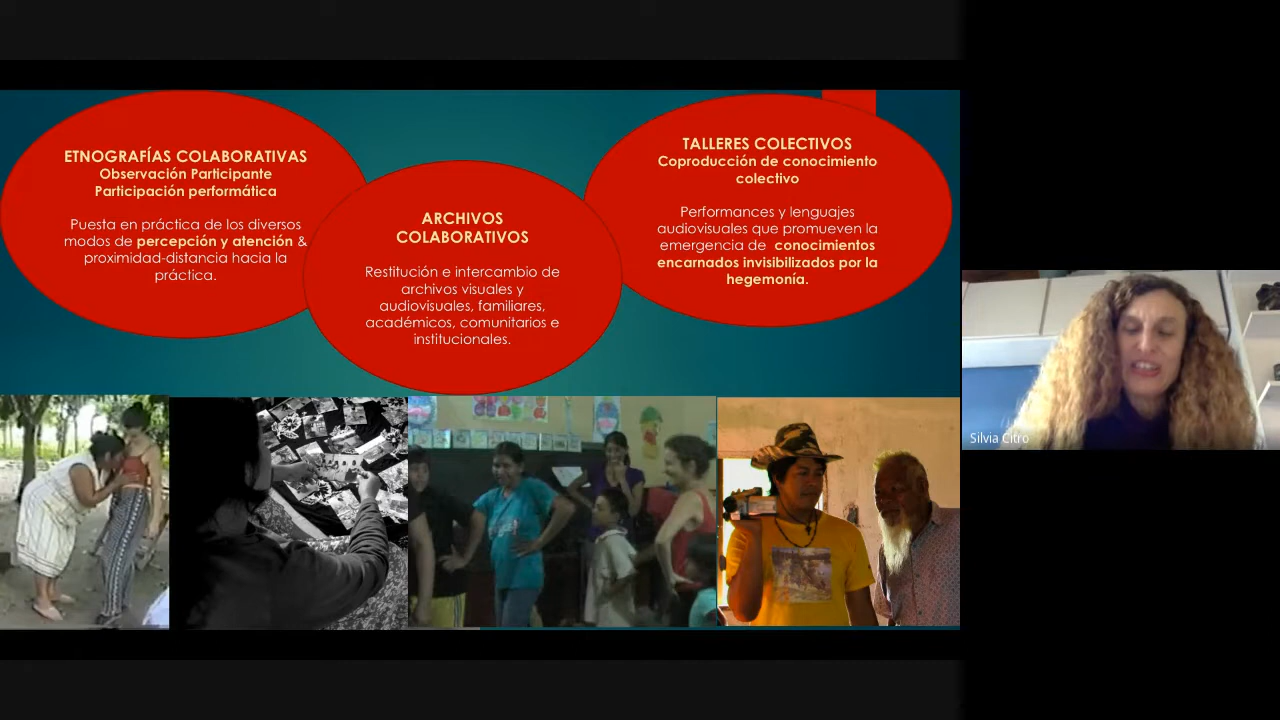 ETNOGRAFÍAS COLABORATIVAS
Observación Participante
Participación performática
Puesta en práctica de los diversos
modos de percepción y atención &
proximidad-distancia hacia la
práctica.
ARCHIVOS
COLABORATIVOS
Restitución e intercambio de
archivos visuales y
audiovisuales, familiares,
académicos, comunitarios e
institucionales.
TALLERES COLECTIVOS
Coproducción de conocimiento
colectivo
Performances y lenguajes
audiovisuales que promueven la
emergencia de conocimientos
encarnados invisibilizados por la
hegemonía.
Silvia Citro